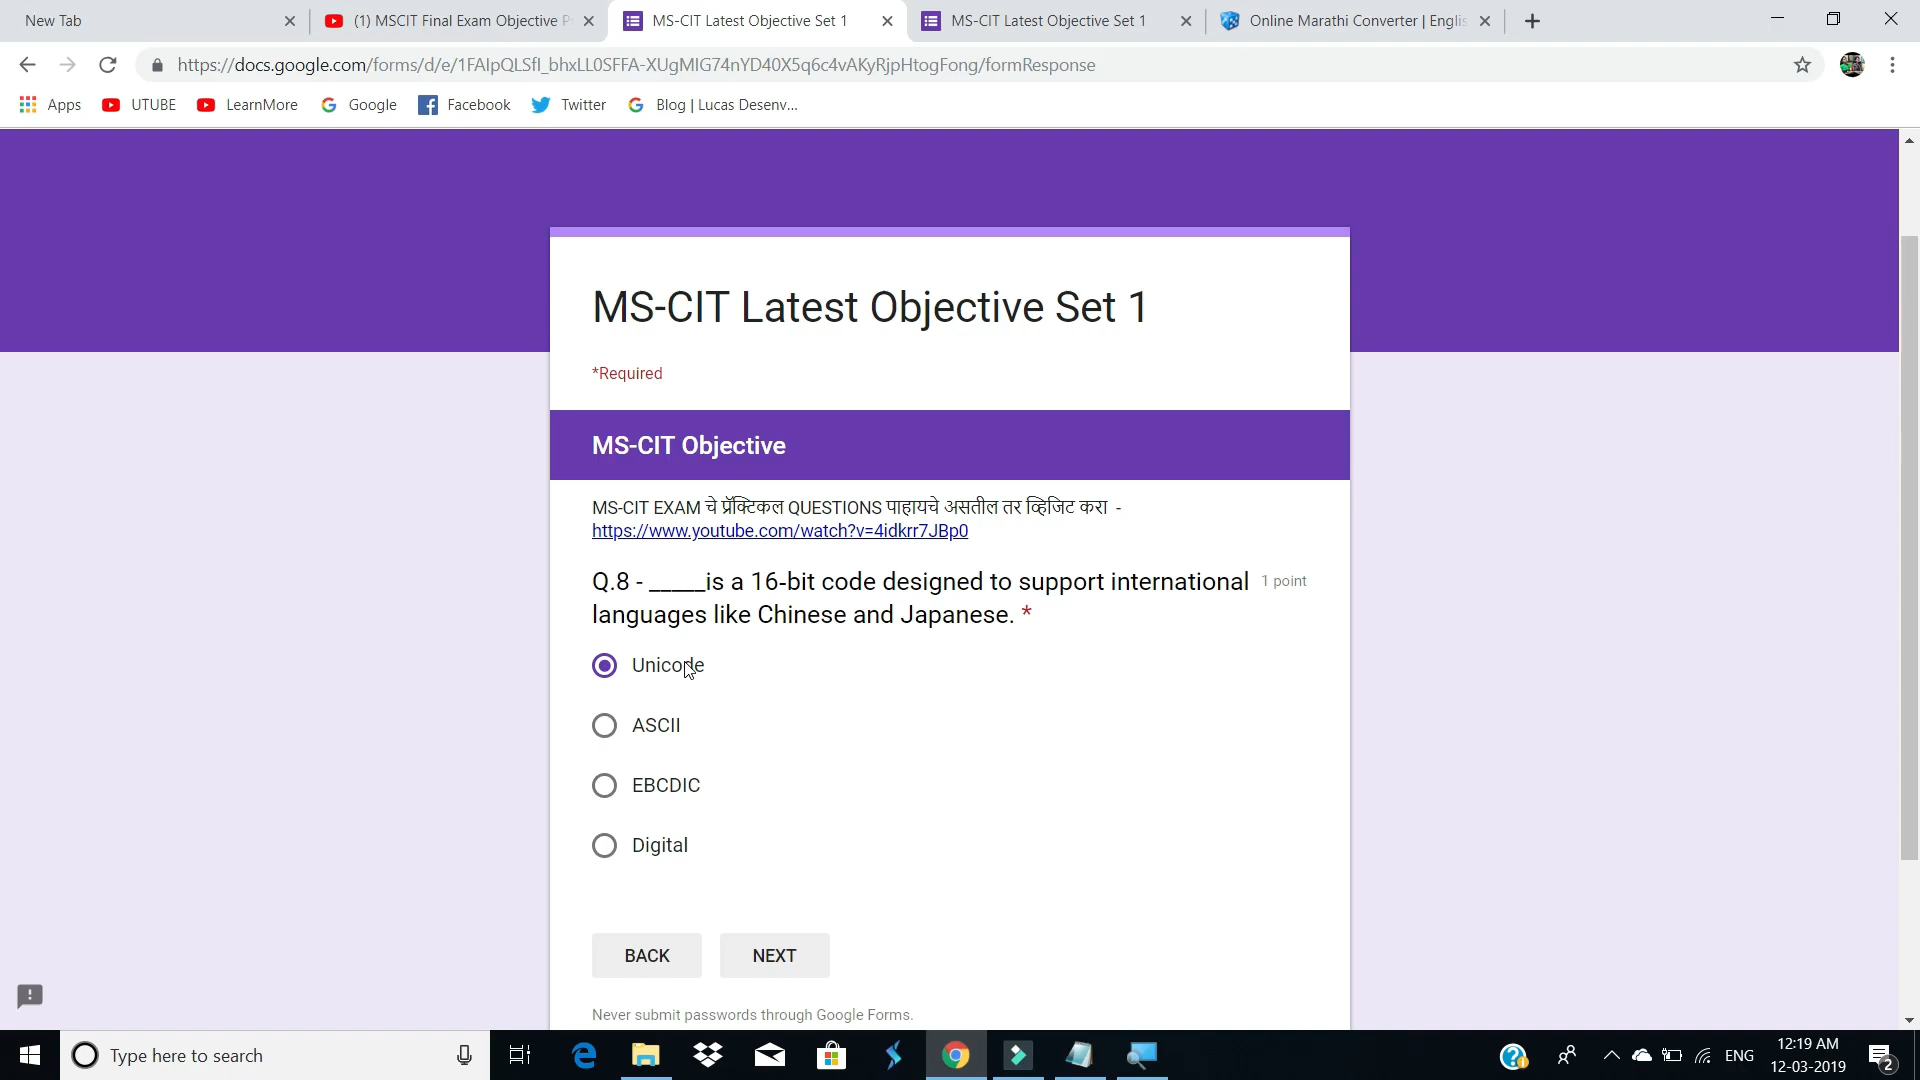 New Tab
(1) MSCIT Final Exam Objective P
MS-CIT Latest Objective Set 1
MS-CIT Latest Objective Set 1
Online Marathi Converter | Englis
https://docs.google.com/forms/d/e/1FAIpQLSfI_bhxLL0SFFA-XUgMIG74nYD40X5q6c4vAKyRjpHtogFong/formResponse
Apps
UTUBE
LearnMore
Google
Facebook
Twitter
Blog | Lucas Desenv...
MS-CIT Latest Objective Set 1
*Required
MS-CIT Objective
MS-CIT EXAM चे प्रॅक्टिकल QUESTIONS पाहायचे असतील तर व्हिजिट करा -
https://www.youtube.com/watch?v=4idkrr7JBp0
Q.8 - _____is a 16-bit code designed to support international 1 point
languages like Chinese and Japanese. *
Unicode
ASCII
EBCDIC
Digital
BACK
NEXT
Never submit passwords through Google Forms.
Type here to search
ENG
12:19 AM
12-03-2019
2